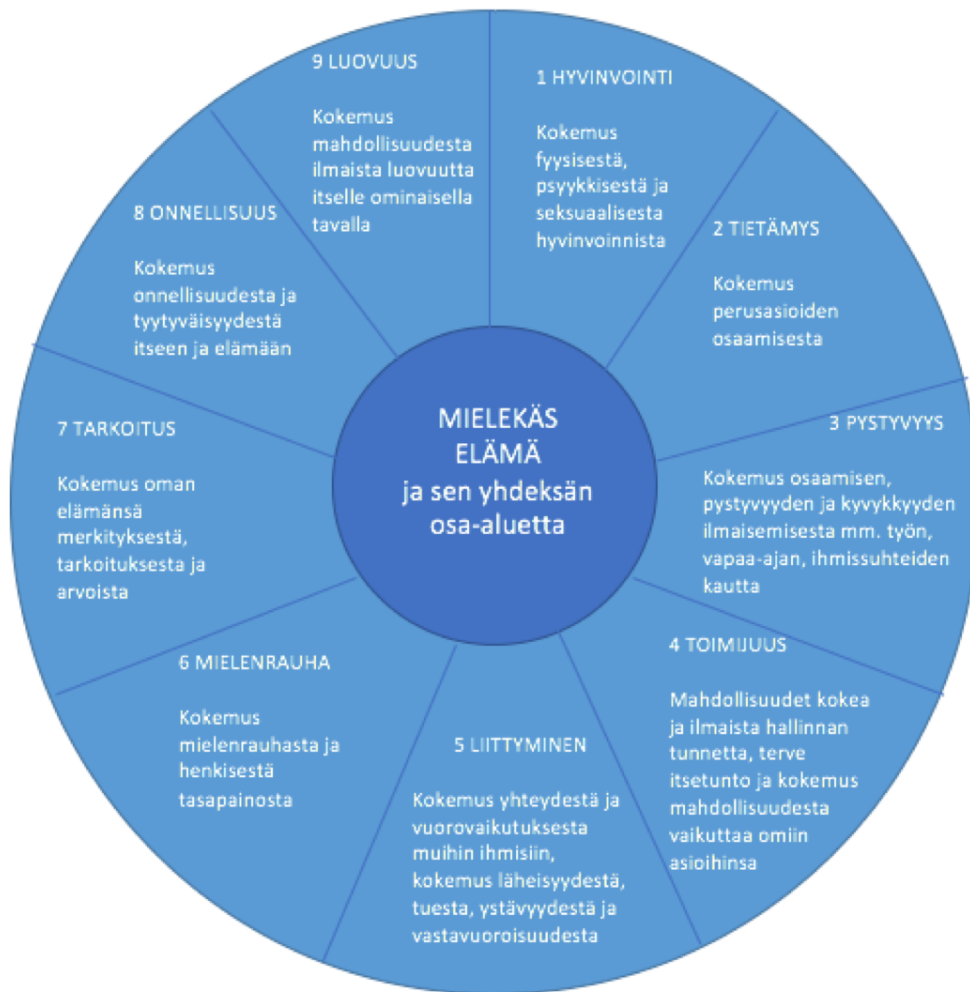 MIELEKÄS
ELÄMÄ
ja sen yhdeksän
osa-aluetta
1 HYVINVOINTI
Kokemus
fyysisestä,
psyykkisestä ja
seksuaalisesta
hyvinvoinnista
2 TIETÄMYS
Kokemus
perusasioiden
osaamisesta
3 PYSTYVYYS
Kokemus osaamisen,
pystyvyyden ja kyvykkyyden
ilmaisemisesta mm. työn,
vapaa-ajan, ihmissuhteiden
kautta
4 TOIMIJUUS
Mahdollisuudet kokea
ja ilmaista hallinnan
tunnetta, terve
itsetunto ja kokemus
mahdollisuudesta
vaikuttaa omiin
asioihinsa
5 LIITTYMINEN
Kokemus yhteydestä ja
vuorovaikutuksesta
muihin ihmisiin,
kokemus läheisyydestä,
tuesta, ystävyydestä ja
vastavuoroisuudesta
6 MIELENRAUHA
Kokemus
mielenrauhasta ja
henkisestä
tasapainosta
7 TARKOITUS
Kokemus oman
elämänsä
merkityksestä,
tarkoituksesta ja
arvoista
8 ONNELLISUUS
Kokemus
onnellisuudesta ja
tyytyväisyydestä
itseen ja elämään
9 LUOVUUS
Kokemus
mahdollisuudesta
ilmaista luovuutta
itselle ominaisella
tavalla